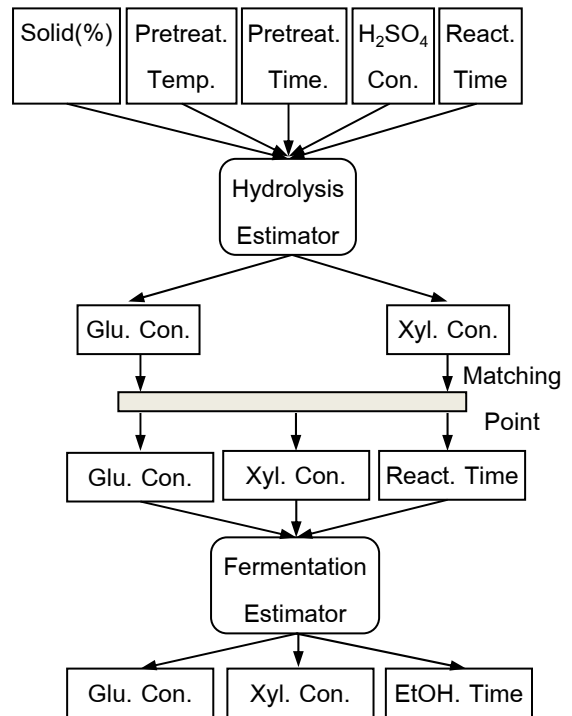 Solid(%)
Pretreat.
Temp.
Pretreat.
Time.
H₂SO₄
Con.
React.
Time
Hydrolysis
Estimator
Glu. Con.
Xyl. Con.
Matching
Point
Glu. Con.
Xyl. Con.
React. Time
Fermentation
Estimator
Glu. Con.
Xyl. Con.
EtOH. Time